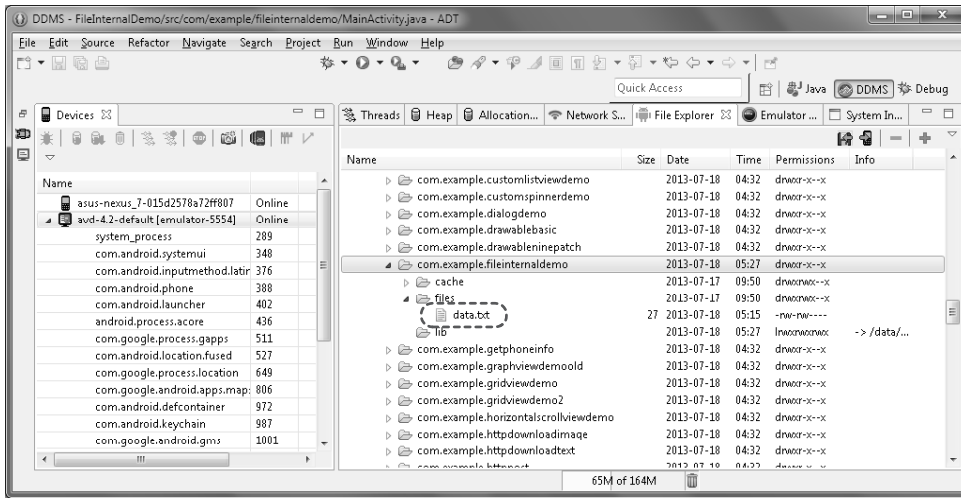 DDMS - FileInternalDemo/src/com/example/fileinternaldemo/MainActivity.java - ADT
File Edit Source Refactor Navigate Search Project Run Window Help
Quick Access
Java DDMS Debug
Devices
Threads Heap Allocation... Network S... File Explorer Emulator ... System In...
Name
asus-nexus_7-015d2578a72ff807 Online
avd-4.2-default [emulator-5554] Online
system_process 289
com.android.systemui 348
com.android.inputmethod.latir 376
com.android.phone 388
com.android.launcher 402
android.process.acore 436
com.google.process.gapps 511
com.android.location.fused 527
com.google.process.location 649
com.google.android.apps.map: 806
com.android.defcontainer 972
com.android.keychain 987
com.google.android.gms 1001
Name Size Date Time Permissions Info
com.example.customlistviewdemo 2013-07-18 04:32 drwxr-x--x
com.example.customspinnerdemo 2013-07-18 04:32 drwxr-x--x
com.example.dialogdemo 2013-07-18 04:32 drwxr-x--x
com.example.drawablebasic 2013-07-18 04:32 drwxr-x--x
com.example.drawableninepatch 2013-07-18 04:32 drwxr-x--x
com.example.fileinternaldemo 2013-07-18 05:27 drwxr-x--x
cache 2013-07-17 09:50 drwxrwx--x
files 2013-07-17 09:50 drwxrwx--x
data.txt 27 2013-07-18 05:15 -rw-rw----
lib 2013-07-18 05:27 lrwxrwxrwx -> /data/...
com.example.getphoneinfo 2013-07-18 04:32 drwxr-x--x
com.example.graphviewdemoold 2013-07-18 04:32 drwxr-x--x
com.example.gridviewdemo 2013-07-18 04:32 drwxr-x--x
com.example.gridviewdemo2 2013-07-18 04:32 drwxr-x--x
com.example.horizontalscrollviewdemo 2013-07-18 04:32 drwxr-x--x
com.example.httpdownloadimage 2013-07-18 04:32 drwxr-x--x
com.example.httpdownloadtext 2013-07-18 04:32 drwxr-x--x
com.example.httppost 2013-07-18 04:32 drwxr-x--x
65M of 164M